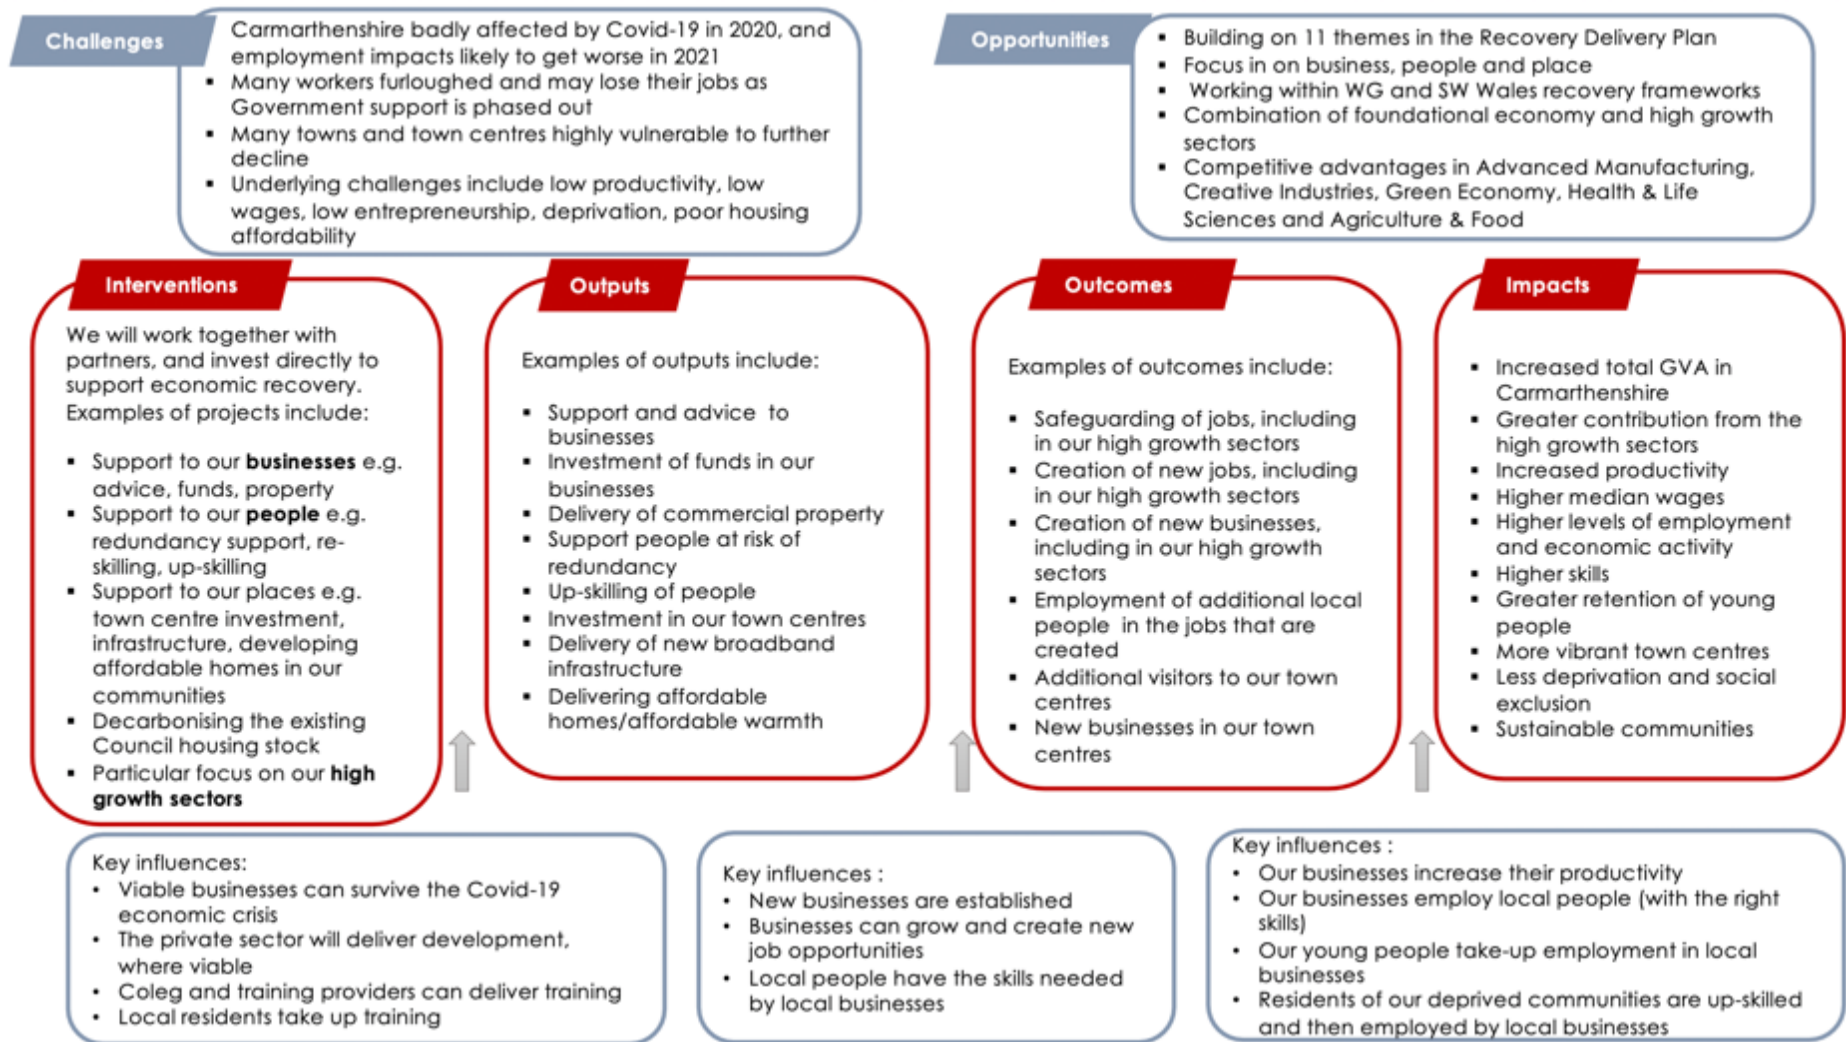 Challenges
Carmarthenshire badly affected by Covid-19 in 2020, and
employment impacts likely to get worse in 2021
▪ Many workers furloughed and may lose their jobs as
Government support is phased out
▪ Many towns and town centres highly vulnerable to further
decline
▪ Underlying challenges include low productivity, low
wages, low entrepreneurship, deprivation, poor housing
affordability
Opportunities
▪ Building on 11 themes in the Recovery Delivery Plan
▪ Focus in on business, people and place
▪ Working within WG and SW Wales recovery frameworks
▪ Combination of foundational economy and high growth
sectors
▪ Competitive advantages in Advanced Manufacturing,
Creative Industries, Green Economy, Health & Life
Sciences and Agriculture & Food
Interventions
We will work together with
partners, and invest directly to
support economic recovery.
Examples of projects include:
▪ Support to our businesses e.g.
advice, funds, property
▪ Support to our people e.g.
redundancy support, re-
skilling, up-skilling
▪ Support to our places e.g.
town centre investment,
infrastructure, developing
affordable homes in our
communities
▪ Decarbonising the existing
Council housing stock
▪ Particular focus on our high
growth sectors
Outputs
Examples of outputs include:
▪ Support and advice to
businesses
▪ Investment of funds in our
businesses
▪ Delivery of commercial property
▪ Support people at risk of
redundancy
▪ Up-skilling of people
▪ Investment in our town centres
▪ Delivery of new broadband
infrastructure
▪ Delivering affordable
homes/affordable warmth
Outcomes
Examples of outcomes include:
▪ Safeguarding of jobs, including
in our high growth sectors
▪ Creation of new jobs, including
in our high growth sectors
▪ Creation of new businesses,
including in our high growth
sectors
▪ Employment of additional local
people in the jobs that are
created
▪ Additional visitors to our town
centres
▪ New businesses in our town
centres
Impacts
▪ Increased total GVA in
Carmarthenshire
▪ Greater contribution from the
high growth sectors
▪ Increased productivity
▪ Higher median wages
▪ Higher levels of employment
and economic activity
▪ Higher skills
▪ Greater retention of young
people
▪ More vibrant town centres
▪ Less deprivation and social
exclusion
▪ Sustainable communities
Key influences:
• Viable businesses can survive the Covid-19
economic crisis
• The private sector will deliver development,
where viable
• Coleg and training providers can deliver training
• Local residents take up training
Key influences :
• New businesses are established
• Businesses can grow and create new
job opportunities
• Local people have the skills needed
by local businesses
Key influences :
• Our businesses increase their productivity
• Our businesses employ local people (with the right
skills)
• Our young people take-up employment in local
businesses
• Residents of our deprived communities are up-skilled
and then employed by local businesses